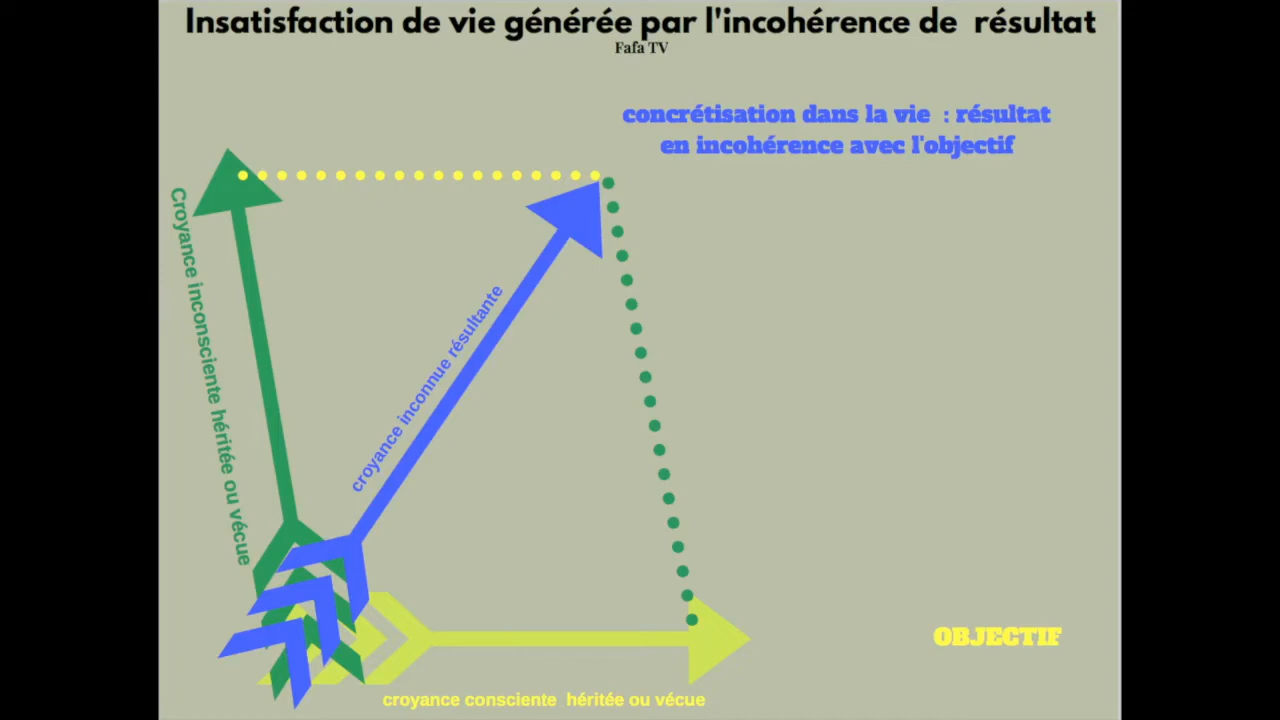 Insatisfaction de vie générée par l'incohérence de résultat
Fafa TV
concrétisation dans la vie : résultat
en incohérence avec l'objectif
Croyance inconsciente héritée ou vécue
croyance inconnue résultante
OBJECTIF
croyance consciente héritée ou vécue